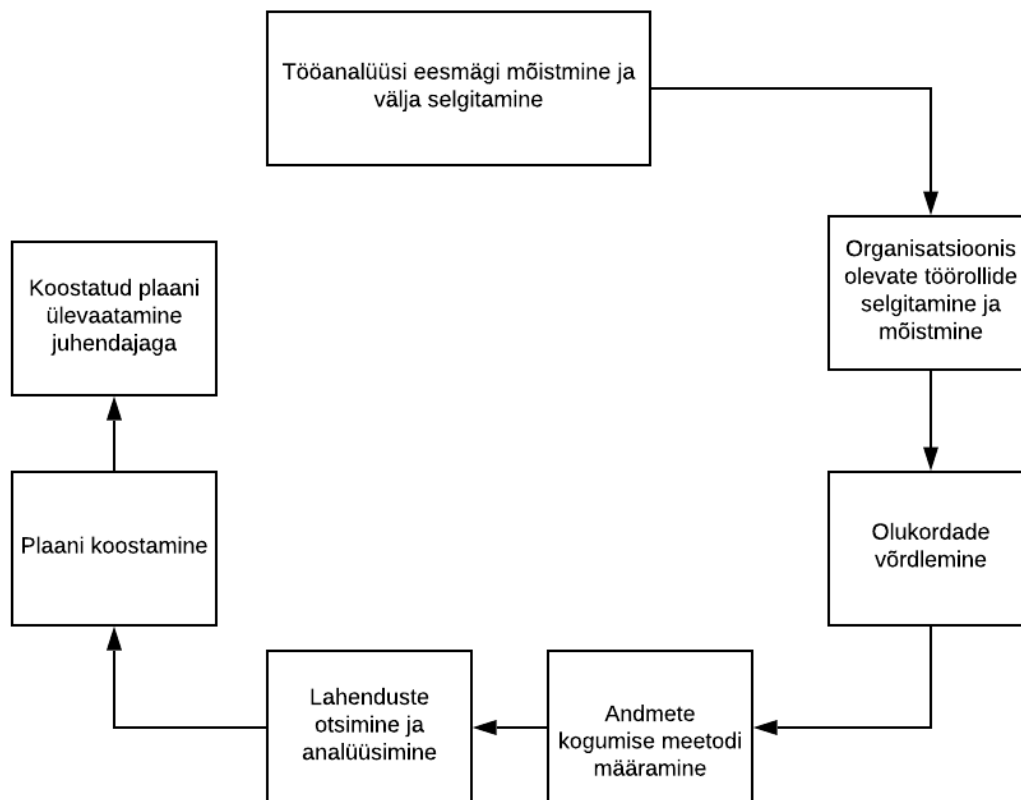 Tööanalüüsi eesmägi mõistmine ja
välja selgitamine
Organisatsioonis
olevate töörollide
selgitamine ja
mõistmine
Olukordade
võrdlemine
Andmete
kogumise meetodi
määramine
Lahenduste
otsimine ja
analüüsimine
Plaani koostamine
Koostatud plaani
ülevaatamine
juhendajaga